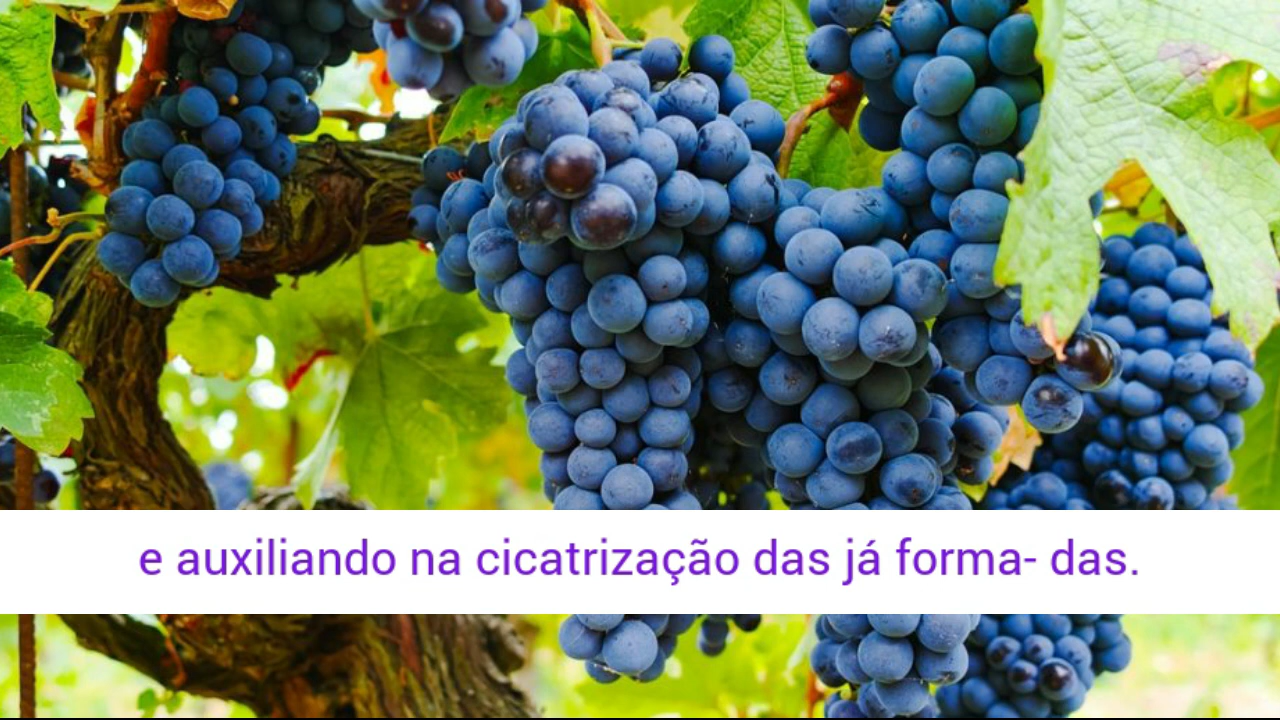 e auxiliando na cicatrização das já forma- das.